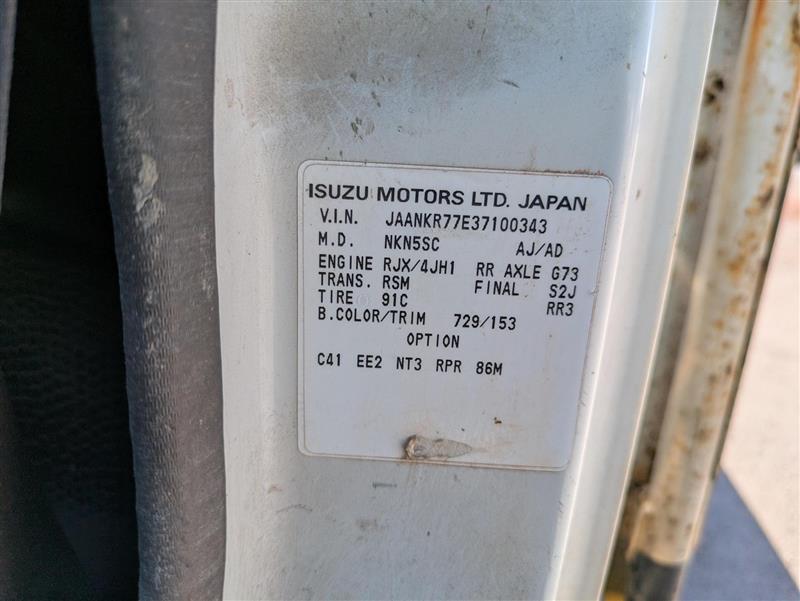 ISUZU MOTORS LTD. JAPAN
V.I.N. JAANKR77E37100343
M.D. NKN5SC AJ/AD
ENGINE RJX/4JH1 RR AXLE G73
TRANS. RSM FINAL S2J
TIRE 91C RR3
B.COLOR/TRIM 729/153
OPTION
C41 EE2 NT3 RPR 86M